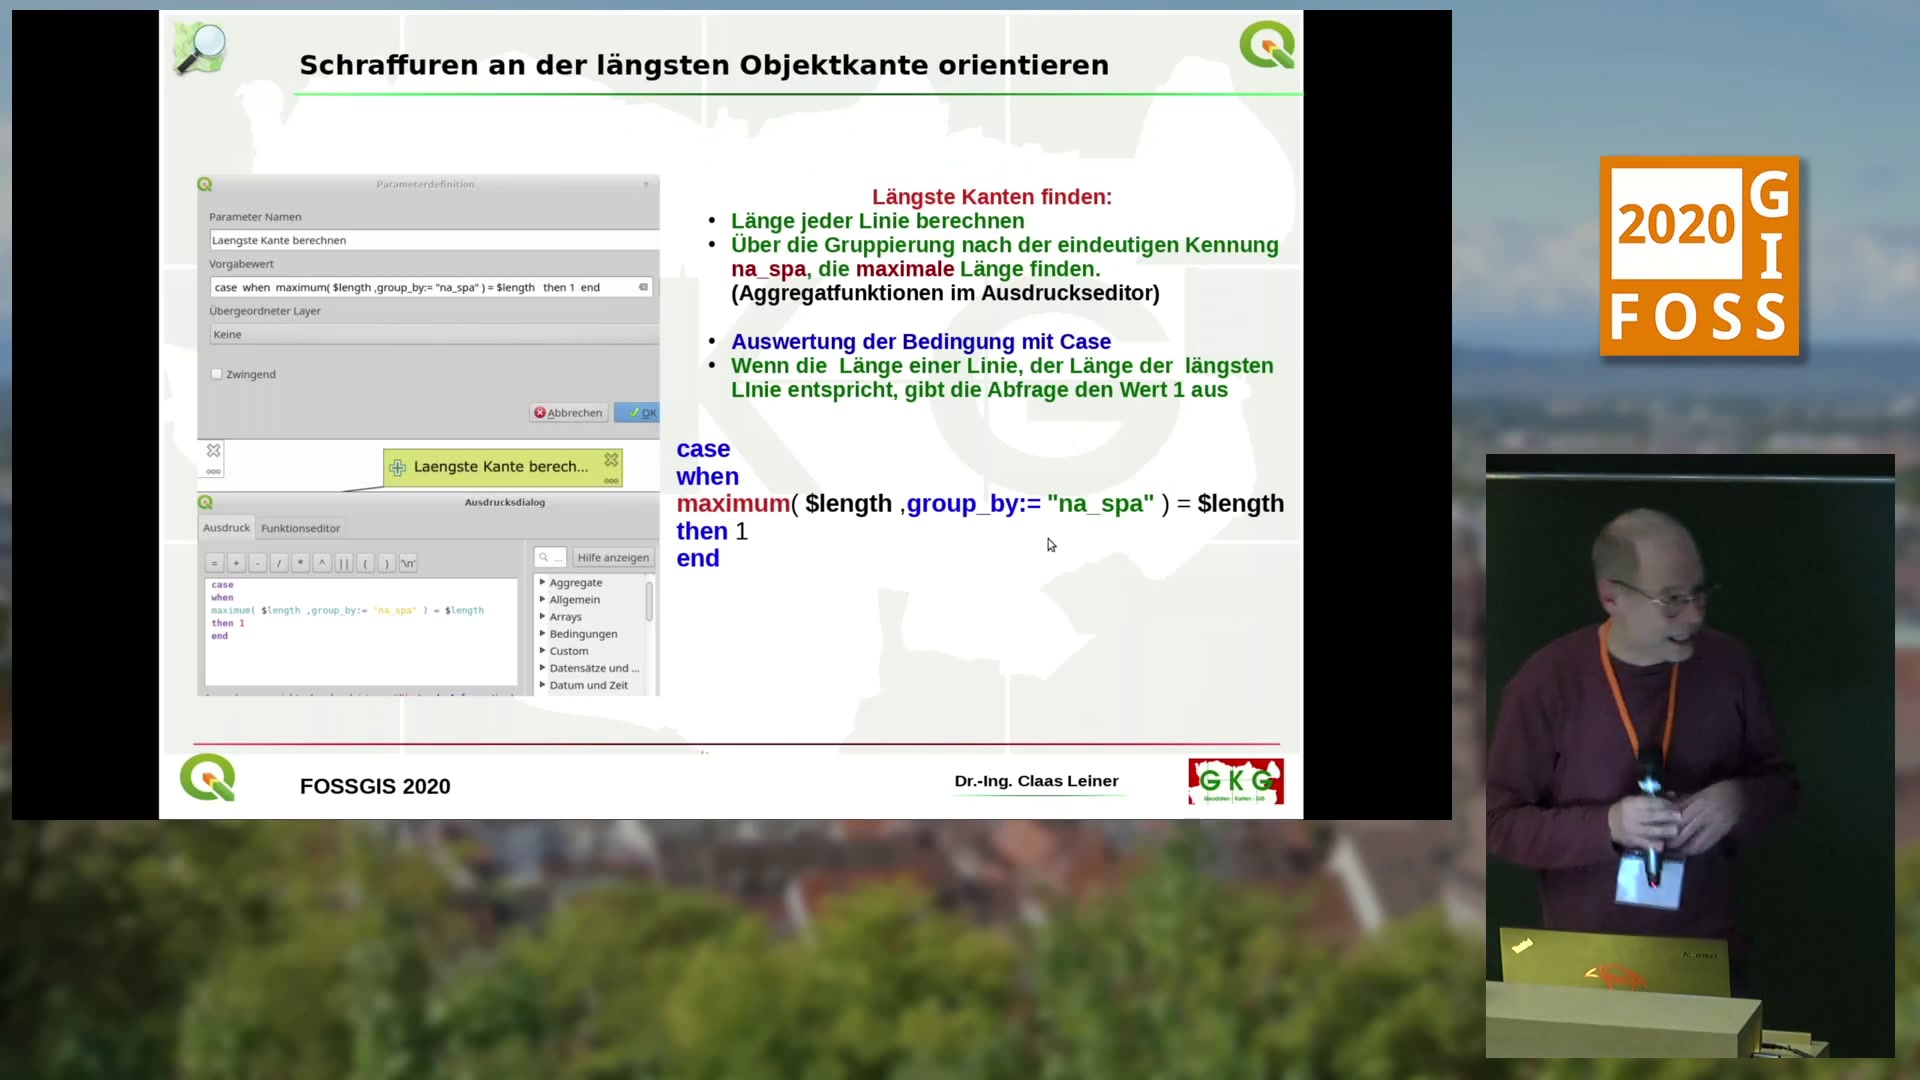 Schraffuren an der längsten Objektkante orientieren
Parameterdefinition
?
Parameter Namen
Laengste Kante berechnen
Vorgabewert
case when maximum( $length ,group_by:= "na_spa" ) = $length then 1 end
Übergeordneter Layer
Keine
Zwingend
Abbrechen
OK
Laengste Kante berech...
Ausdrucksdialog
Ausdruck
Funktionseditor
= + - / * ^ || ( ) '\n'
...
Hilfe anzeigen
case
when
maximum( $length ,group_by:= "na_spa" ) = $length
then 1
end
Aggregate
Allgemein
Arrays
Bedingungen
Custom
Datensätze und ...
Datum und Zeit
Längste Kanten finden:
• Länge jeder Linie berechnen
• Über die Gruppierung nach der eindeutigen Kennung
na_spa, die maximale Länge finden.
(Aggregatfunktionen im Ausdruckseditor)
• Auswertung der Bedingung mit Case
• Wenn die Länge einer Linie, der Länge der längsten
LInie entspricht, gibt die Abfrage den Wert 1 aus
case
when
maximum( $length ,group_by:= "na_spa" ) = $length
then 1
end
FOSSGIS 2020
Dr.-Ing. Claas Leiner
GKG
Geodaten Karten GIS
2020
GI
FOSS